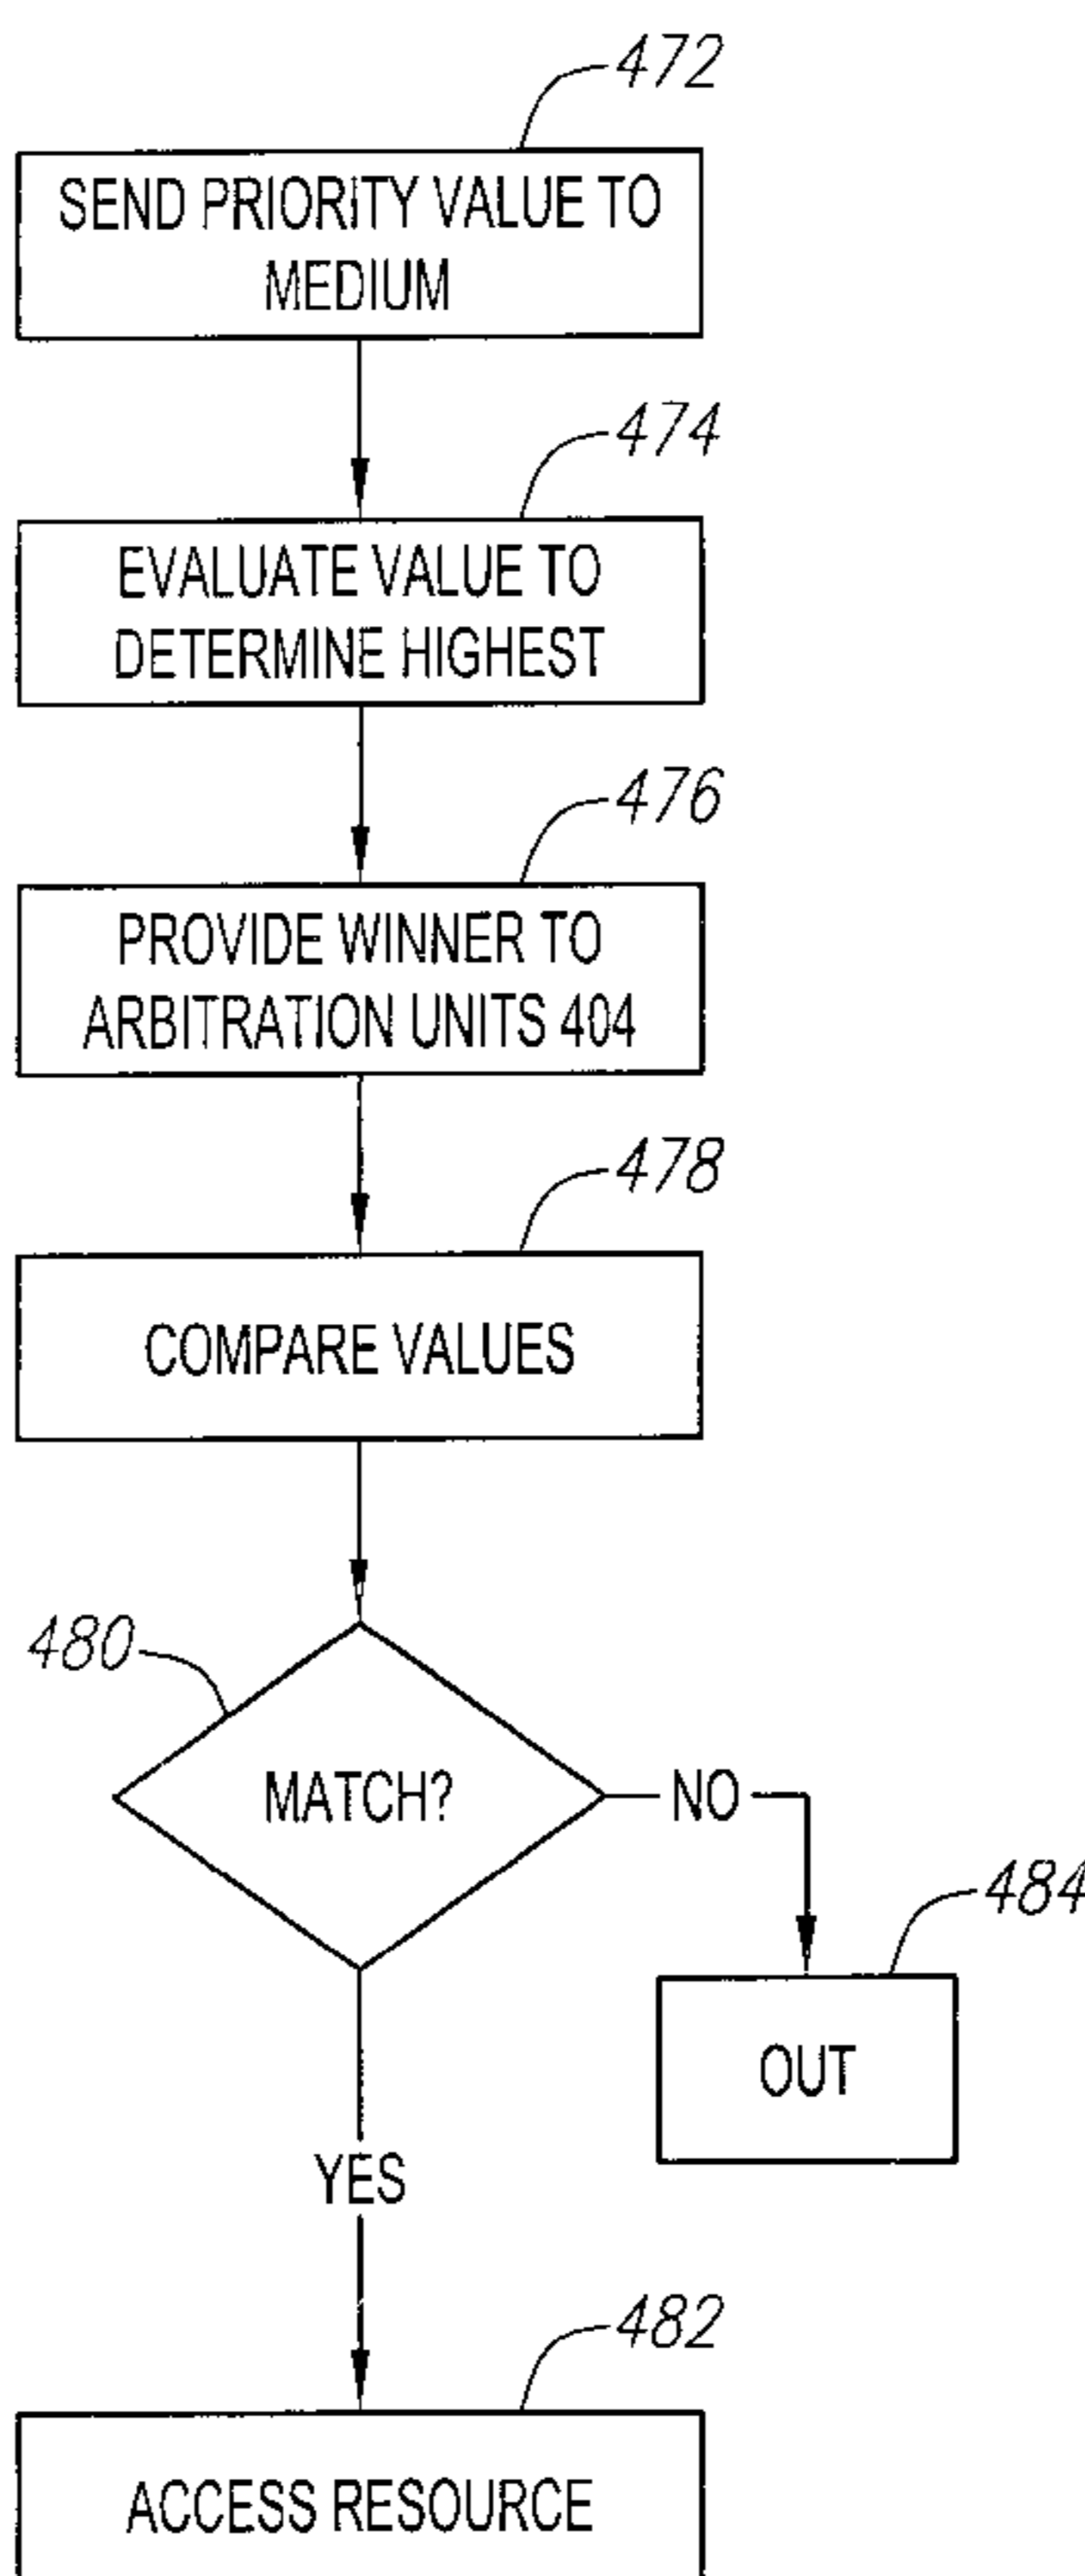 472
SEND PRIORITY VALUE TO
MEDIUM
474
EVALUATE VALUE TO
DETERMINE HIGHEST
476
PROVIDE WINNER TO
ARBITRATION UNITS 404
478
COMPARE VALUES
480
MATCH?
NO
484
OUT
YES
482
ACCESS RESOURCE